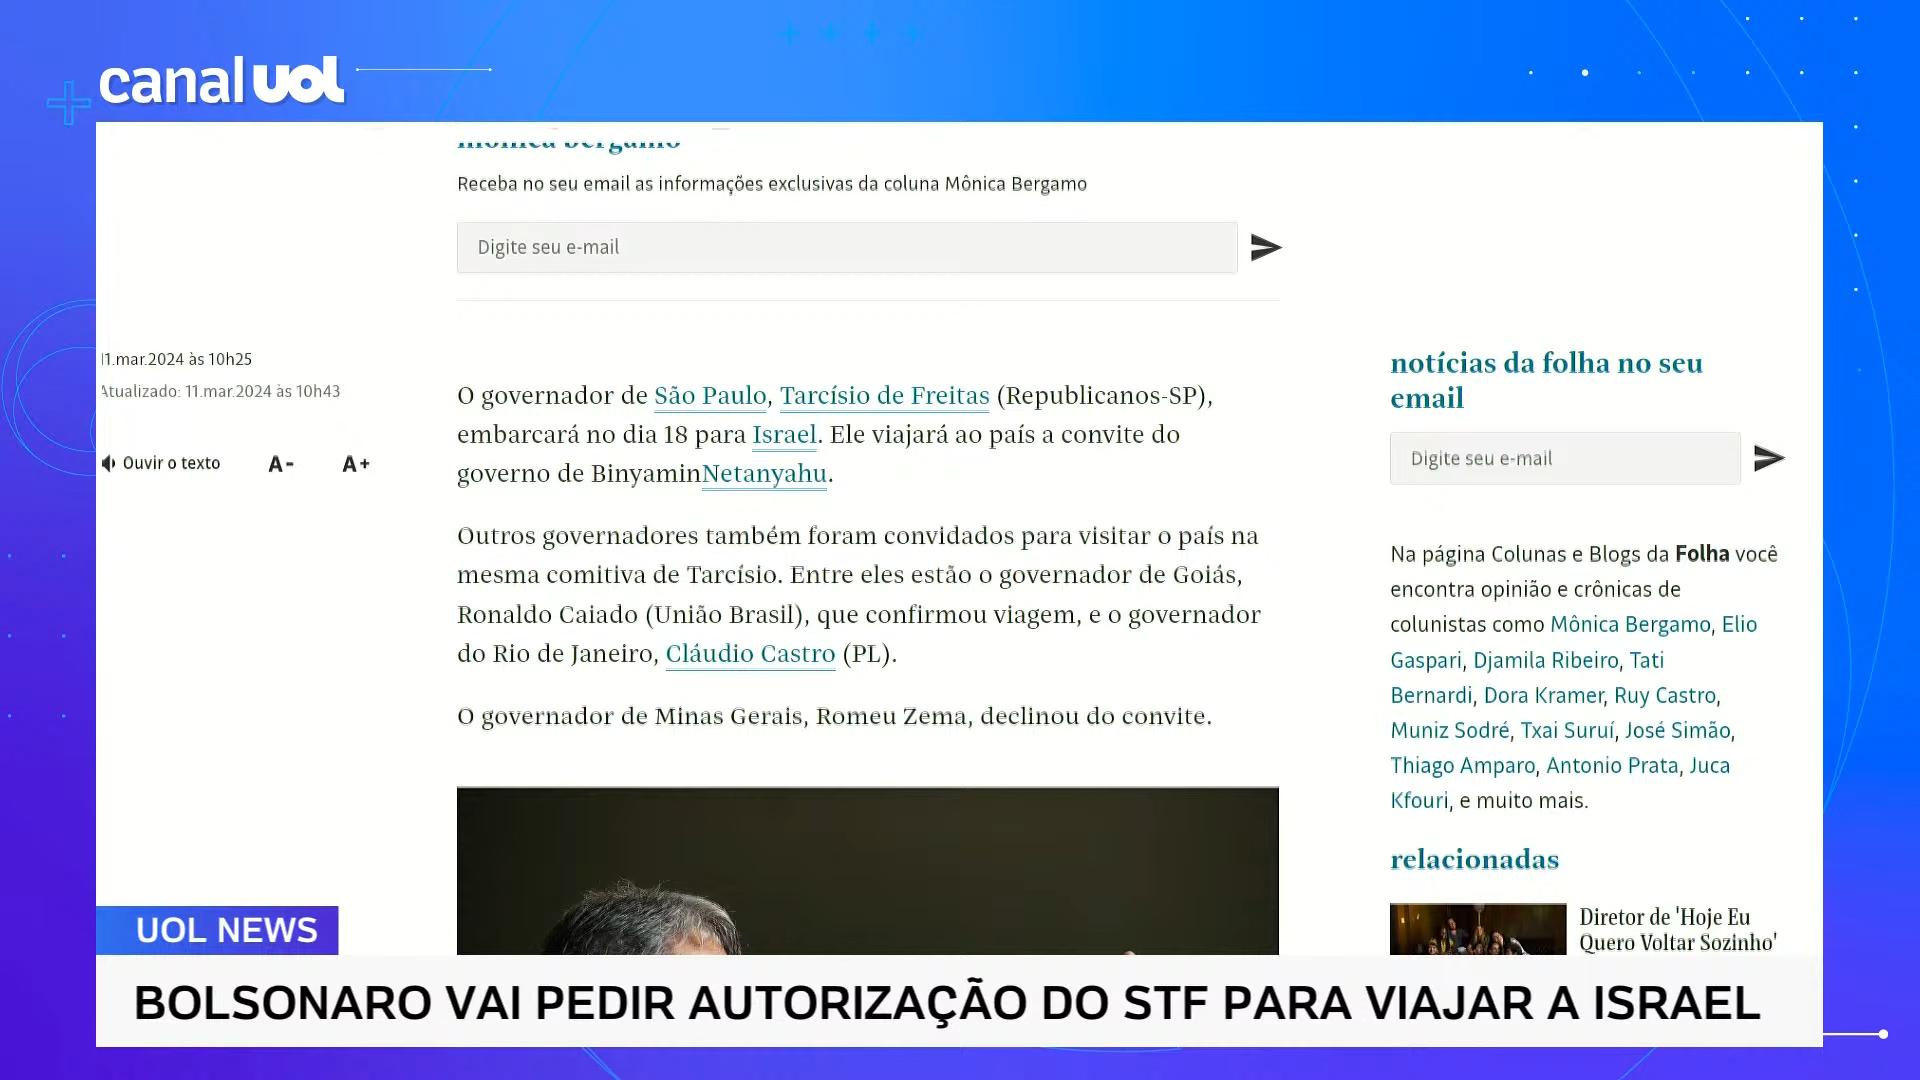 canal uol
mônica bergamo
Receba no seu email as informações exclusivas da coluna Mônica Bergamo
Digite seu e-mail
11.mar.2024 às 10h25
Atualizado: 11.mar.2024 às 10h43
Ouvir o texto A- A+
O governador de São Paulo, Tarcísio de Freitas (Republicanos-SP),
embarcará no dia 18 para Israel. Ele viajará ao país a convite do
governo de BinyaminNetanyahu.
Outros governadores também foram convidados para visitar o país na
mesma comitiva de Tarcísio. Entre eles estão o governador de Goiás,
Ronaldo Caiado (União Brasil), que confirmou viagem, e o governador
do Rio de Janeiro, Cláudio Castro (PL).
O governador de Minas Gerais, Romeu Zema, declinou do convite.
notícias da folha no seu
email
Digite seu e-mail
Na página Colunas e Blogs da Folha você
encontra opinião e crônicas de
colunistas como Mônica Bergamo, Elio
Gaspari, Djamila Ribeiro, Tati
Bernardi, Dora Kramer, Ruy Castro,
Muniz Sodré, Txai Suruí, José Simão,
Thiago Amparo, Antonio Prata, Juca
Kfouri, e muito mais.
relacionadas
Diretor de 'Hoje Eu
Quero Voltar Sozinho'
UOL NEWS
BOLSONARO VAI PEDIR AUTORIZAÇÃO DO STF PARA VIAJAR A ISRAEL